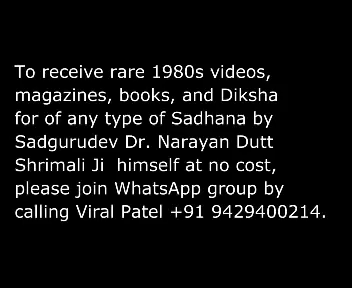 To receive rare 1980s videos,
magazines, books, and Diksha
for of any type of Sadhana by
Sadgurudev Dr. Narayan Dutt
Shrimali Ji  himself at no cost,
please join WhatsApp group by
calling Viral Patel +91 9429400214.